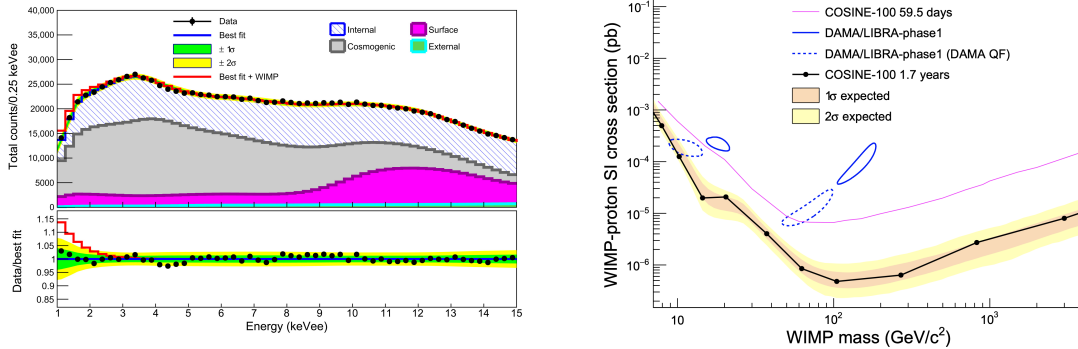 40,000
35,000
30,000
25,000
20,000
15,000
10,000
5000
0
Total counts/0.25 keVee
Data
Best fit
± 1σ
± 2σ
Best fit + WIMP
Internal
Surface
Cosmogenic
External
1.15
1.1
1.05
1
0.95
0.9
0.85
Data/best fit
1 2 3 4 5 6 7 8 9 10 11 12 13 14 15
Energy (keVee)
10⁻¹
10⁻²
10⁻³
10⁻⁴
10⁻⁵
10⁻⁶
WIMP-proton SI cross section (pb)
COSINE-100 59.5 days
DAMA/LIBRA-phase1
DAMA/LIBRA-phase1 (DAMA QF)
COSINE-100 1.7 years
1σ expected
2σ expected
10 10² 10³
WIMP mass (GeV/c²)